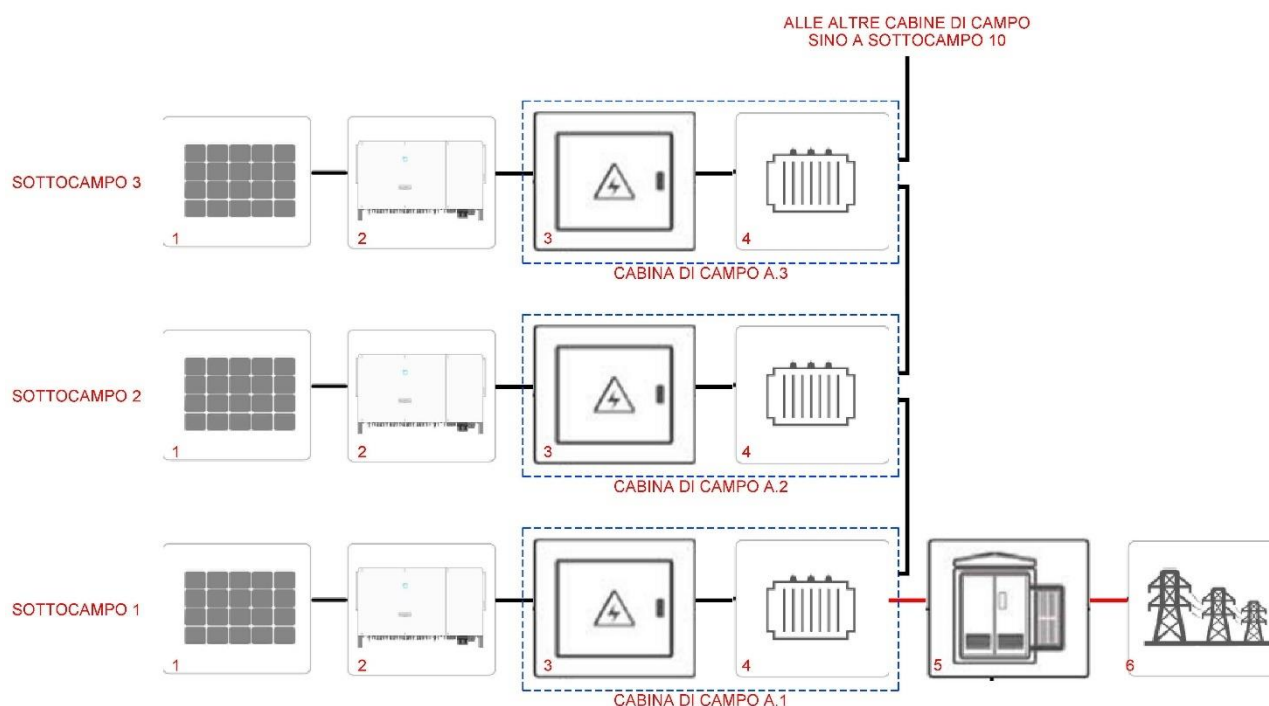 ALLE ALTRE CABINE DI CAMPO
SINO A SOTTOCAMPO 10
SOTTOCAMPO 3
1
2
3
4
CABINA DI CAMPO A.3
SOTTOCAMPO 2
1
2
3
4
CABINA DI CAMPO A.2
SOTTOCAMPO 1
1
2
3
4
5
6
CABINA DI CAMPO A.1